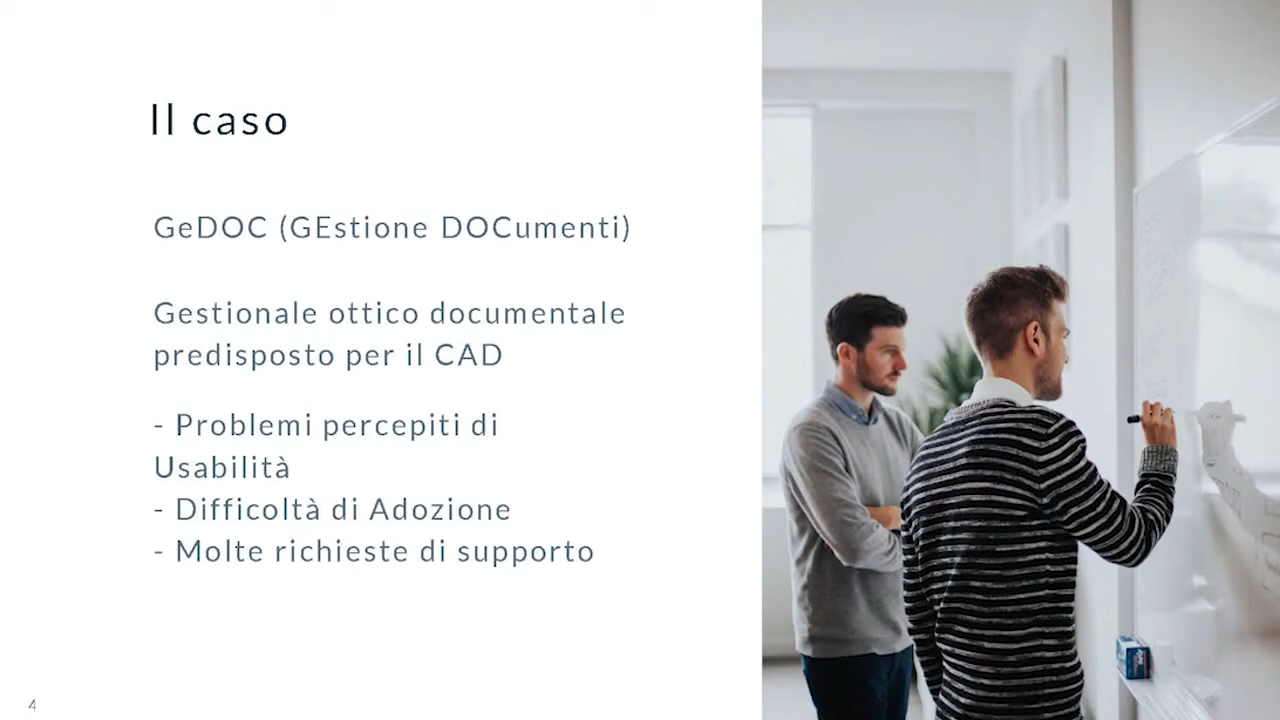 Il caso
GeDOC (GEstione DOCumenti)
Gestionale ottico documentale
predisposto per il CAD
- Problemi percepiti di
Usabilità
- Difficoltà di Adozione
- Molte richieste di supporto
4